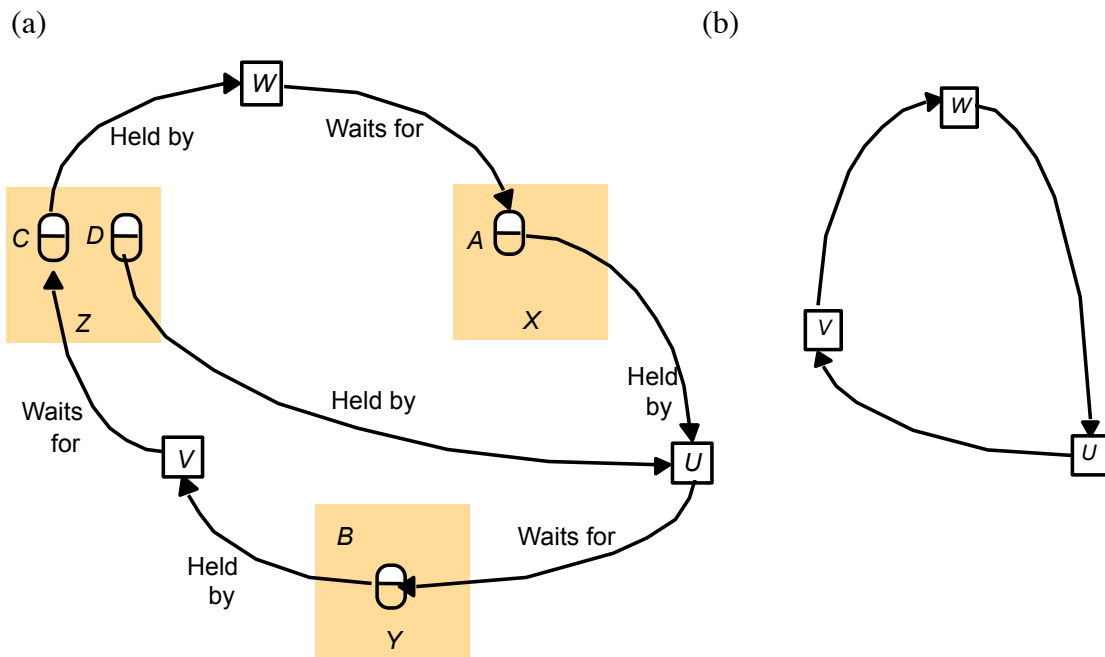 (a)
(b)
W
W
Waits for
Held by
C
D
A
Z
X
V
Held
by
Held by
Waits
for
V
U
U
B
Waits for
Held
by
Y